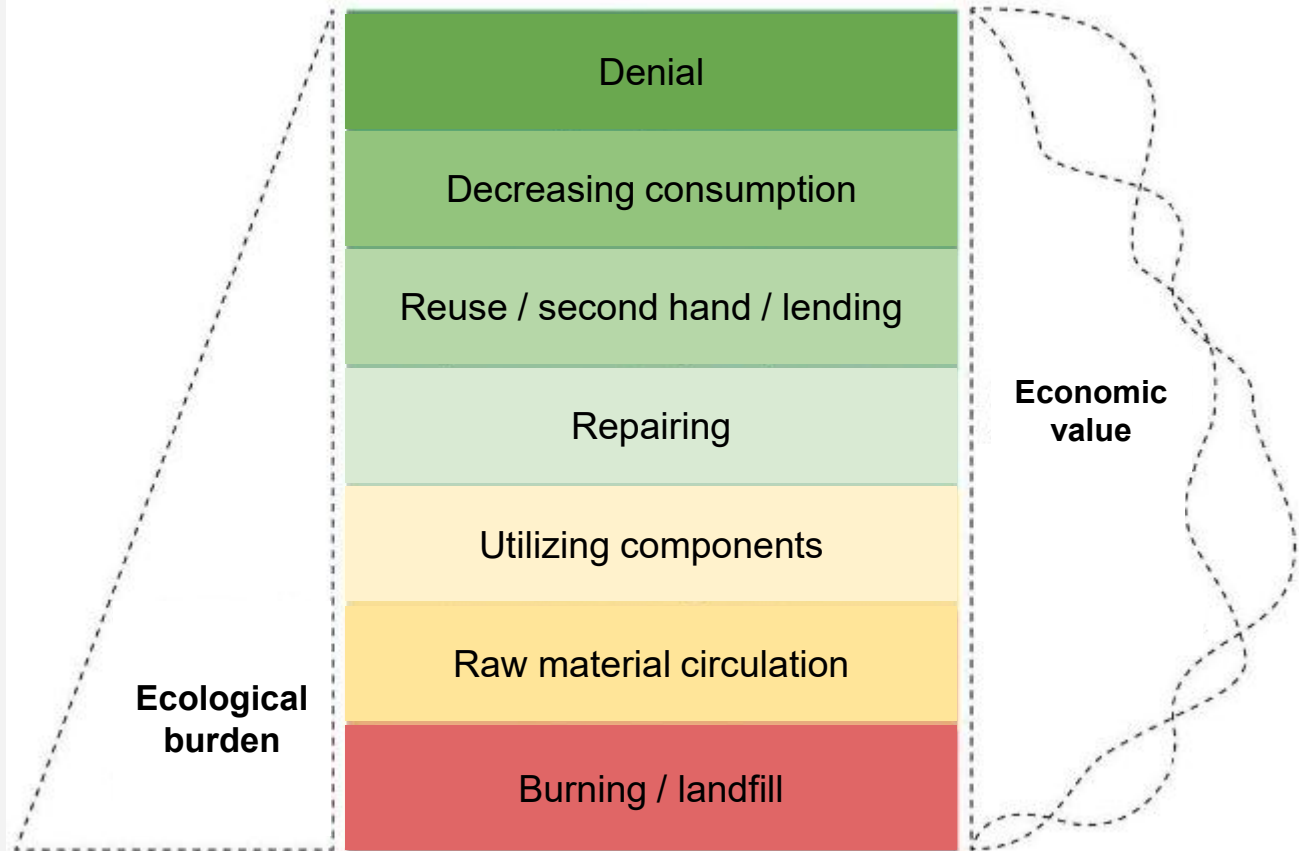 Denial
Decreasing consumption
Reuse / second hand / lending
Repairing
Utilizing components
Raw material circulation
Burning / landfill
Ecological
burden
Economic
value